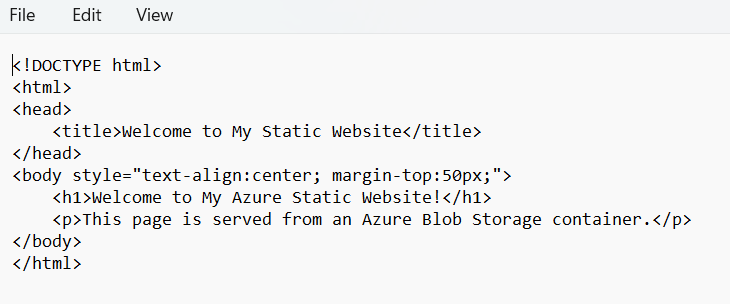 File Edit View
<!DOCTYPE html>
<html>
<head>
    <title>Welcome to My Static Website</title>
</head>
<body style="text-align:center; margin-top:50px;">
    <h1>Welcome to My Azure Static Website!</h1>
    <p>This page is served from an Azure Blob Storage container.</p>
</body>
</html>